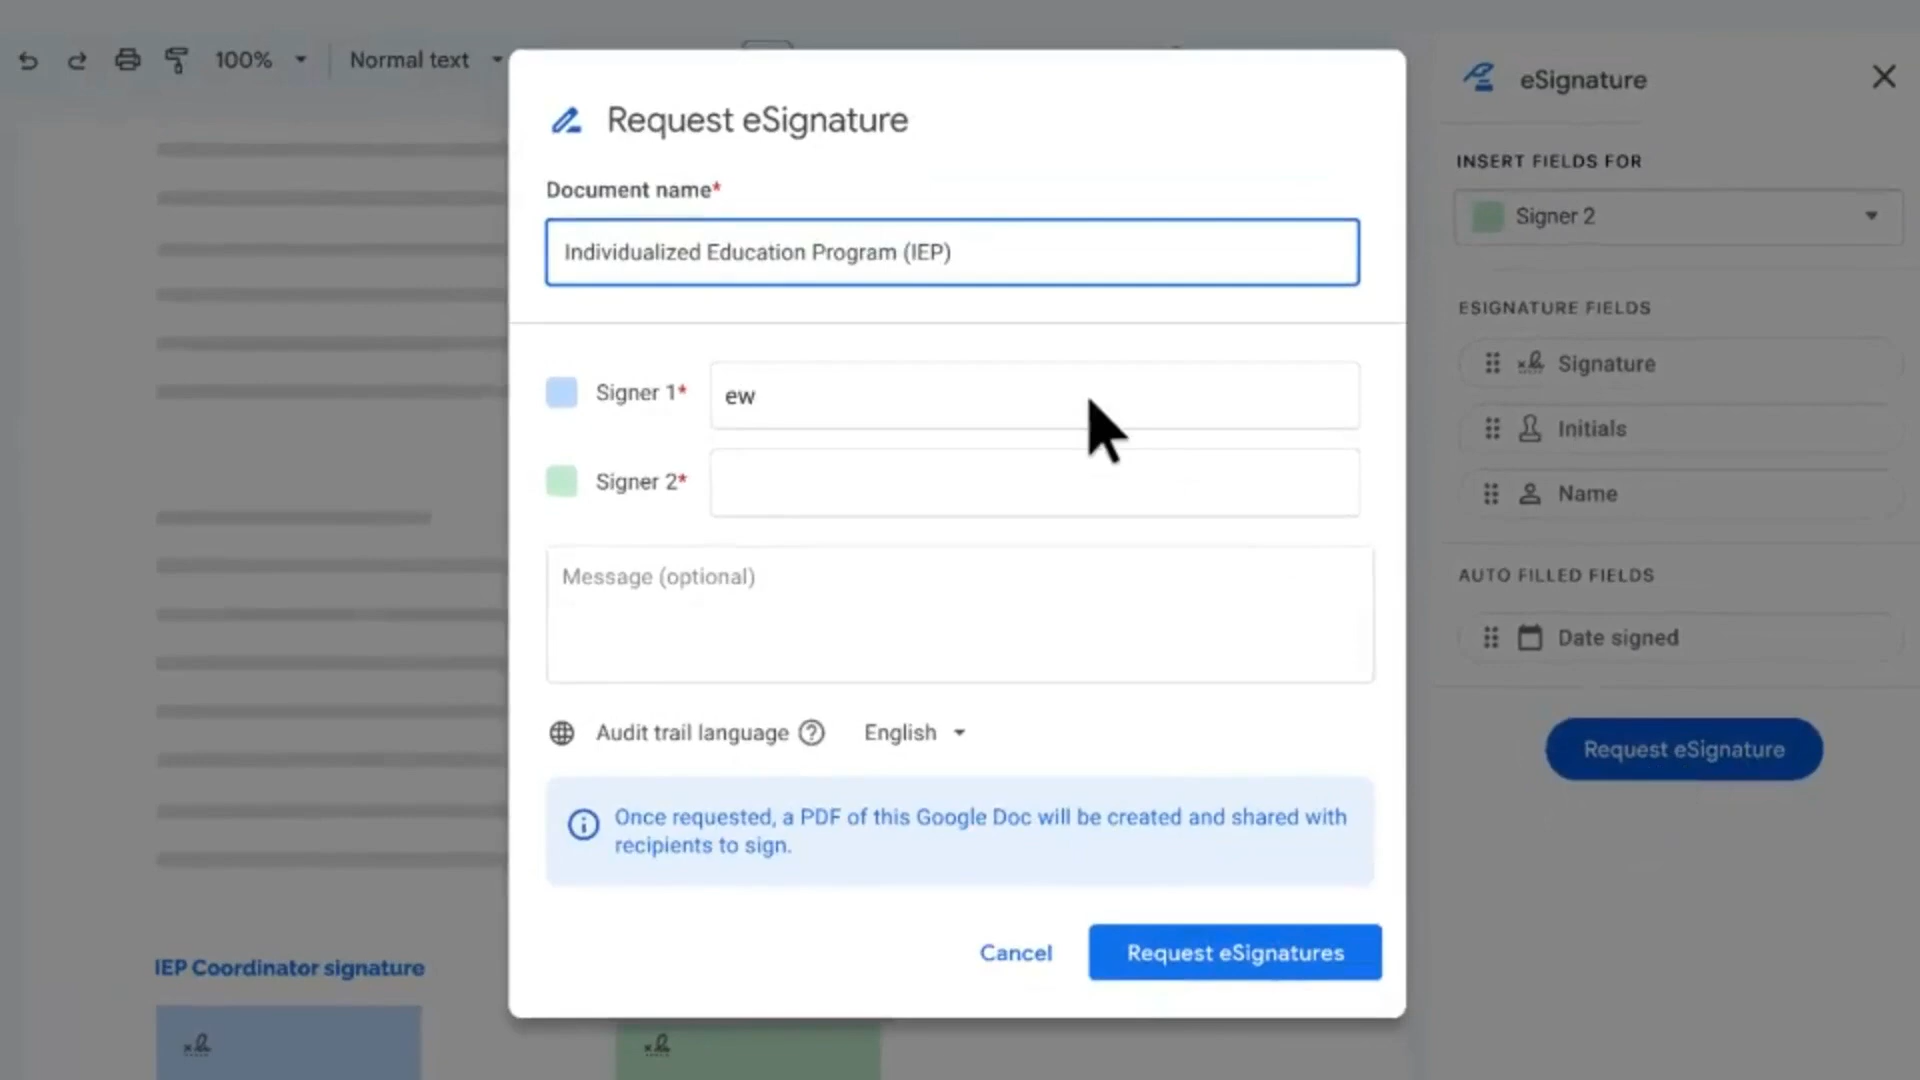 100%
Normal text
Request eSignature
Document name*
Individualized Education Program (IEP)
Signer 1*
ew
Signer 2*
Message (optional)
Audit trail language
English
Once requested, a PDF of this Google Doc will be created and shared with
recipients to sign.
Cancel
Request eSignatures
IEP Coordinator signature
eSignature
INSERT FIELDS FOR
Signer 2
ESIGNATURE FIELDS
Signature
Initials
Name
AUTO FILLED FIELDS
Date signed
Request eSignature